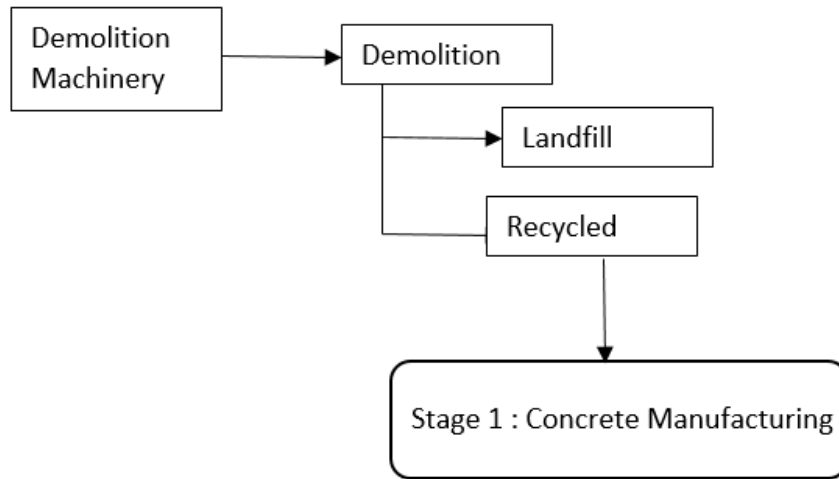 Demolition
Machinery
Demolition
Landfill
Recycled
Stage 1 : Concrete Manufacturing